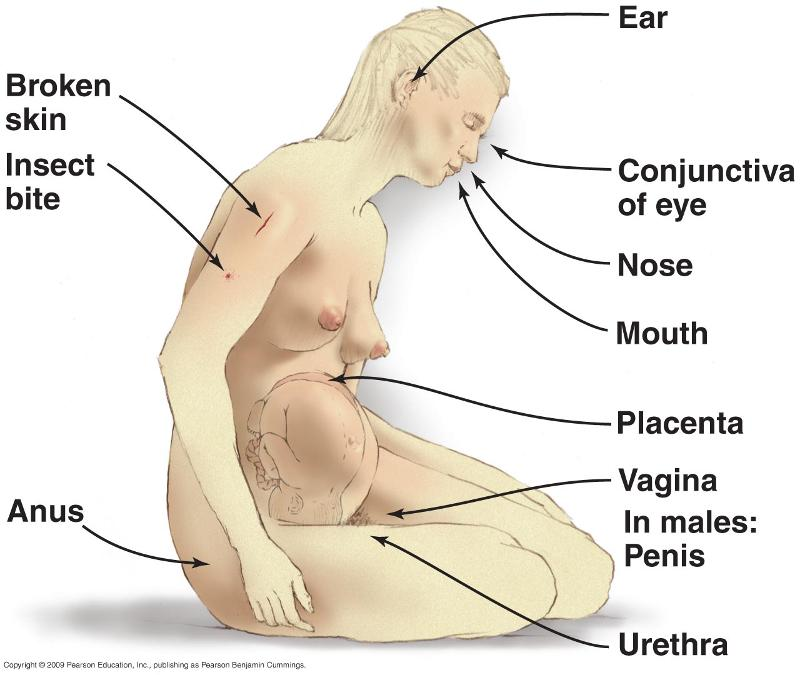 Ear
Broken
skin
Insect
bite
Conjunctiva
of eye
Nose
Mouth
Placenta
Vagina
In males:
Penis
Anus
Urethra
Copyright © 2009 Pearson Education, Inc., publishing as Pearson Benjamin Cummings.